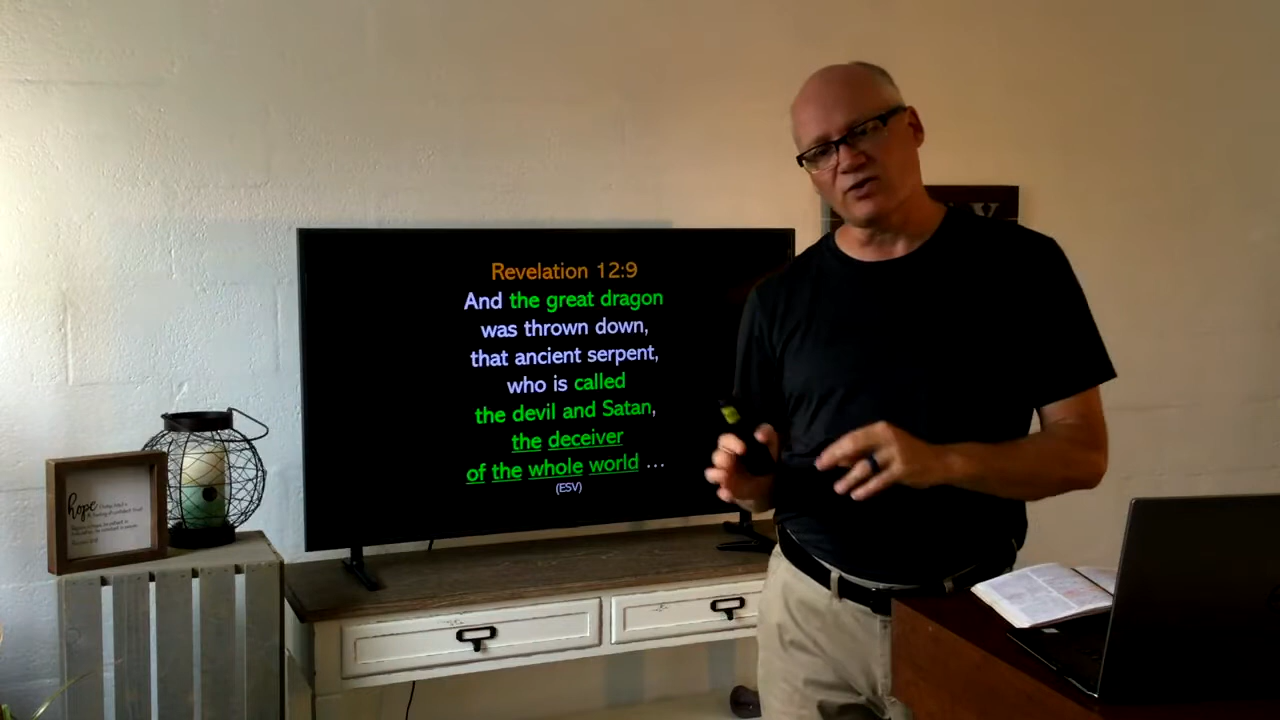 Revelation 12:9
And the great dragon
was thrown down,
that ancient serpent,
who is called
the devil and Satan,
the deceiver
of the whole world ...
(ESV)
hope